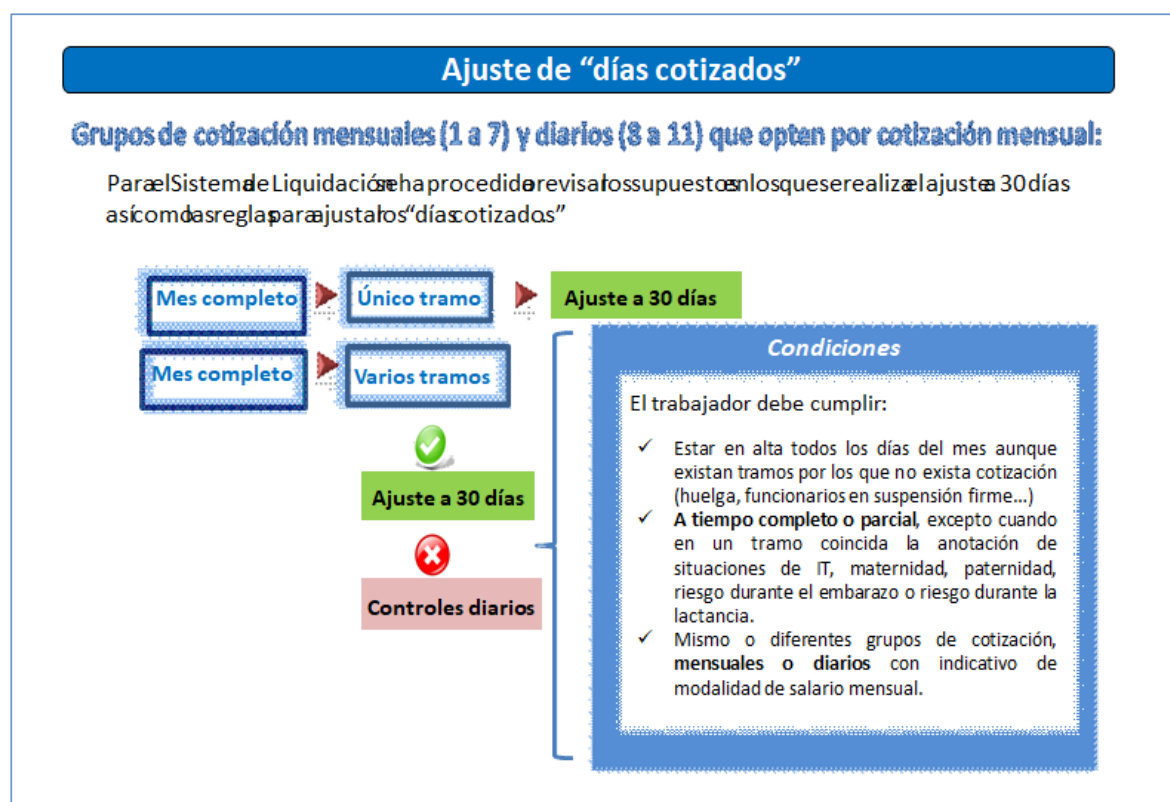 Ajuste de “días cotizados”
Grupos de cotización mensuales (1 a 7) y diarios (8 a 11) que opten por cotización mensual:
Para el Sistema de Liquidación se ha procedido a revisar los supuestos en los que se realiza el ajuste a 30 días
así como las reglas para ajustar los “días cotizados”.
Mes completo
Único tramo
Ajuste a 30 días
Mes completo
Varios tramos
Ajuste a 30 días
Controles diarios
Condiciones
El trabajador debe cumplir:
✓ Estar en alta todos los días del mes aunque
existan tramos por los que no exista cotización
(huelga, funcionarios en suspensión firme...)
✓ A tiempo completo o parcial, excepto cuando
en un tramo coincida la anotación de
situaciones de IT, maternidad, paternidad,
riesgo durante el embarazo o riesgo durante la
lactancia.
✓ Mismo o diferentes grupos de cotización,
mensuales o diarios con indicativo de
modalidad de salario mensual.